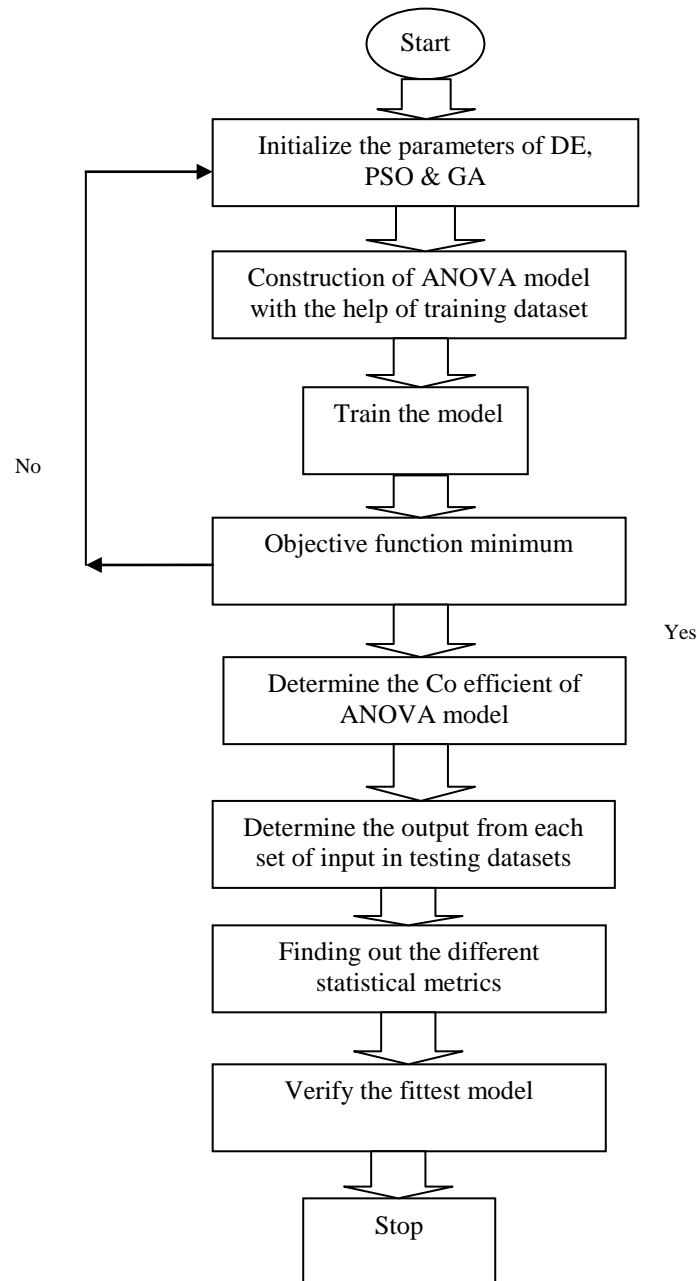 Start
Initialize the parameters of DE,
PSO & GA
Construction of ANOVA model
with the help of training dataset
Train the model
No
Objective function minimum
Yes
Determine the Co efficient of
ANOVA model
Determine the output from each
set of input in testing datasets
Finding out the different
statistical metrics
Verify the fittest model
Stop